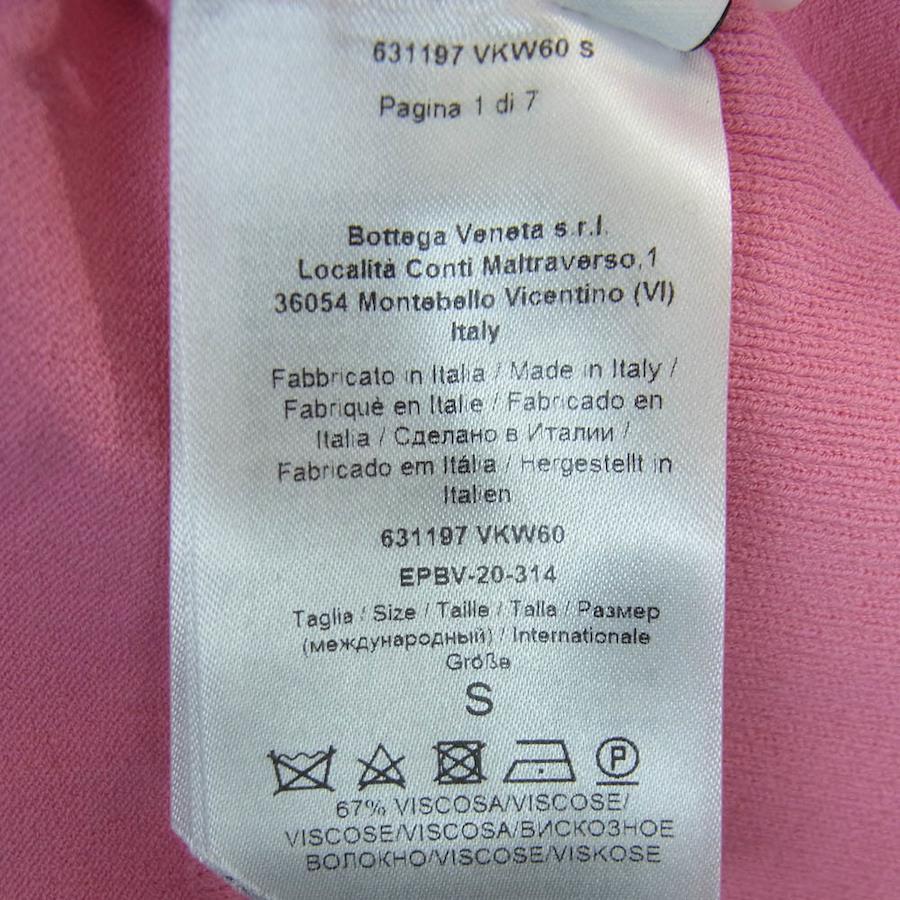 631197 VKW60 S
Pagina 1 di 7
Bottega Veneta s.r.l.
Località Conti Maltraverso,1
36054 Montebello Vicentino (VI)
Italy
Fabbricato in Italia / Made in Italy /
Fabriqué en Italie / Fabricado en
Italia / Сделано в Италии /
Fabricado em Itália / Hergestellt in
Italien
631197 VKW60
EPBV-20-314
Taglia / Size / Taille / Talla / Размер
(международный) / Internationale
Größe
S
P
67% VISCOSA/VISCOSE/
VISCOSE/VISCOSA/ВИСКОЗНОЕ
ВОЛОКНО/VISCOSE/VISKOSE